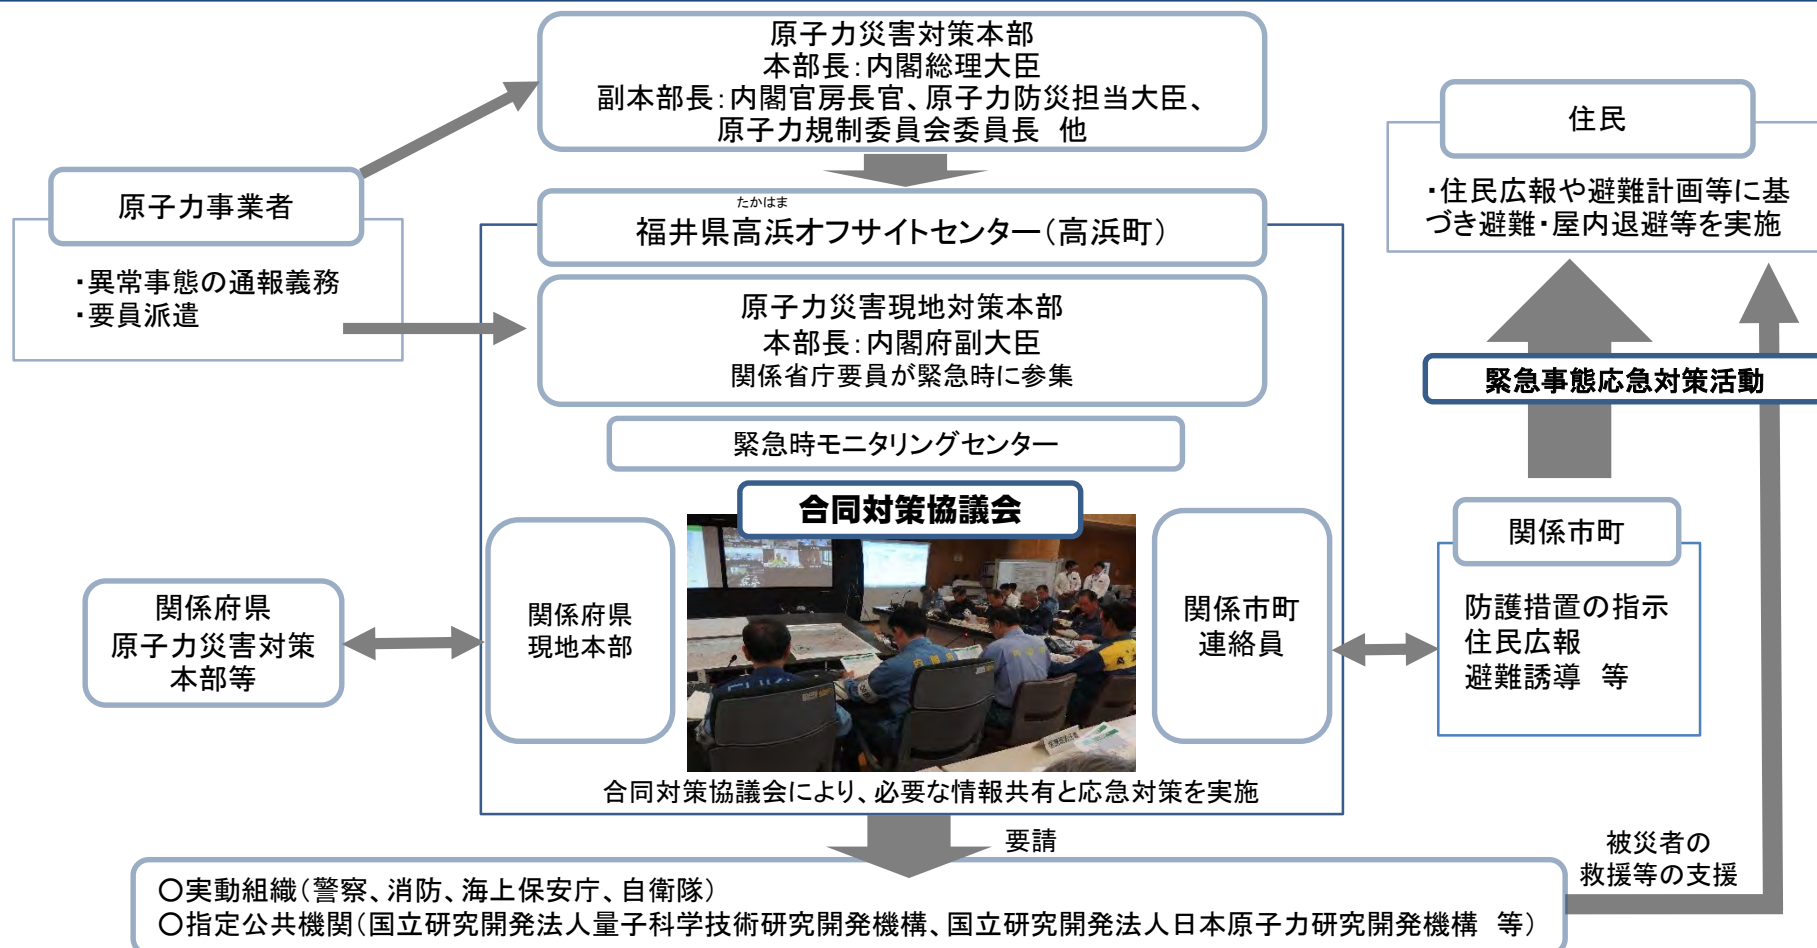 原子力災害対策本部
本部長：内閣総理大臣
副本部長：内閣官房長官、原子力防災担当大臣、
原子力規制委員会委員長　他
原子力事業者
・異常事態の通報義務
・要員派遣
たかはま
福井県高浜オフサイトセンター（高浜町）
原子力災害現地対策本部
本部長：内閣府副大臣
関係省庁要員が緊急時に参集
緊急時モニタリングセンター
合同対策協議会
関係府県
原子力災害対策
本部等
関係府県
現地本部
関係市町
連絡員
合同対策協議会により、必要な情報共有と応急対策を実施
住民
・住民広報や避難計画等に基
づき避難・屋内退避等を実施
緊急事態応急対策活動
関係市町
防護措置の指示
住民広報
避難誘導　等
要請
被災者の
救援等の支援
○実動組織（警察、消防、海上保安庁、自衛隊）
○指定公共機関（国立研究開発法人量子科学技術研究開発機構、国立研究開発法人日本原子力研究開発機構　等）